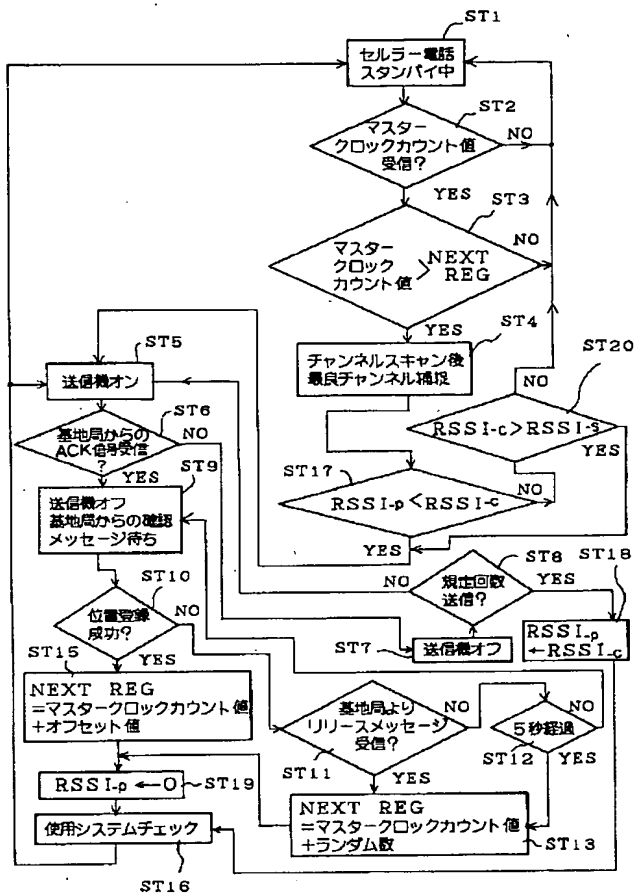 ST1
セルラー電話
スタンバイ中
ST2
マスター
クロックカウント値
受信?
NO
YES
ST3
マスター
クロック
カウント値
>
NEXT
REG
NO
YES
ST4
チャンネルスキャン後
最良チャンネル捕捉
ST5
送信機オン
ST20
NO
RSSI-c>RSSI-s
YES
ST6
基地局からの
ACK信号受信
?
NO
YES
ST9
送信機オフ
基地局からの確認
メッセージ待ち
ST17
RSSI-p<RSSI-c
NO
YES
ST8
規定回数
送信?
NO
YES
ST18
RSSI-p
←RSSI-c
ST7
送信機オフ
ST10
位置登録
成功?
NO
YES
ST15
NEXT REG
=マスタークロックカウント値
+オフセット値
基地局より
リリースメッセージ
受信?
NO
ST11
YES
5秒経過
NO
ST12
YES
RSSI-p ←0
ST19
NEXT REG
=マスタークロックカウント値
+ランダム数
ST13
使用システムチェック
ST16